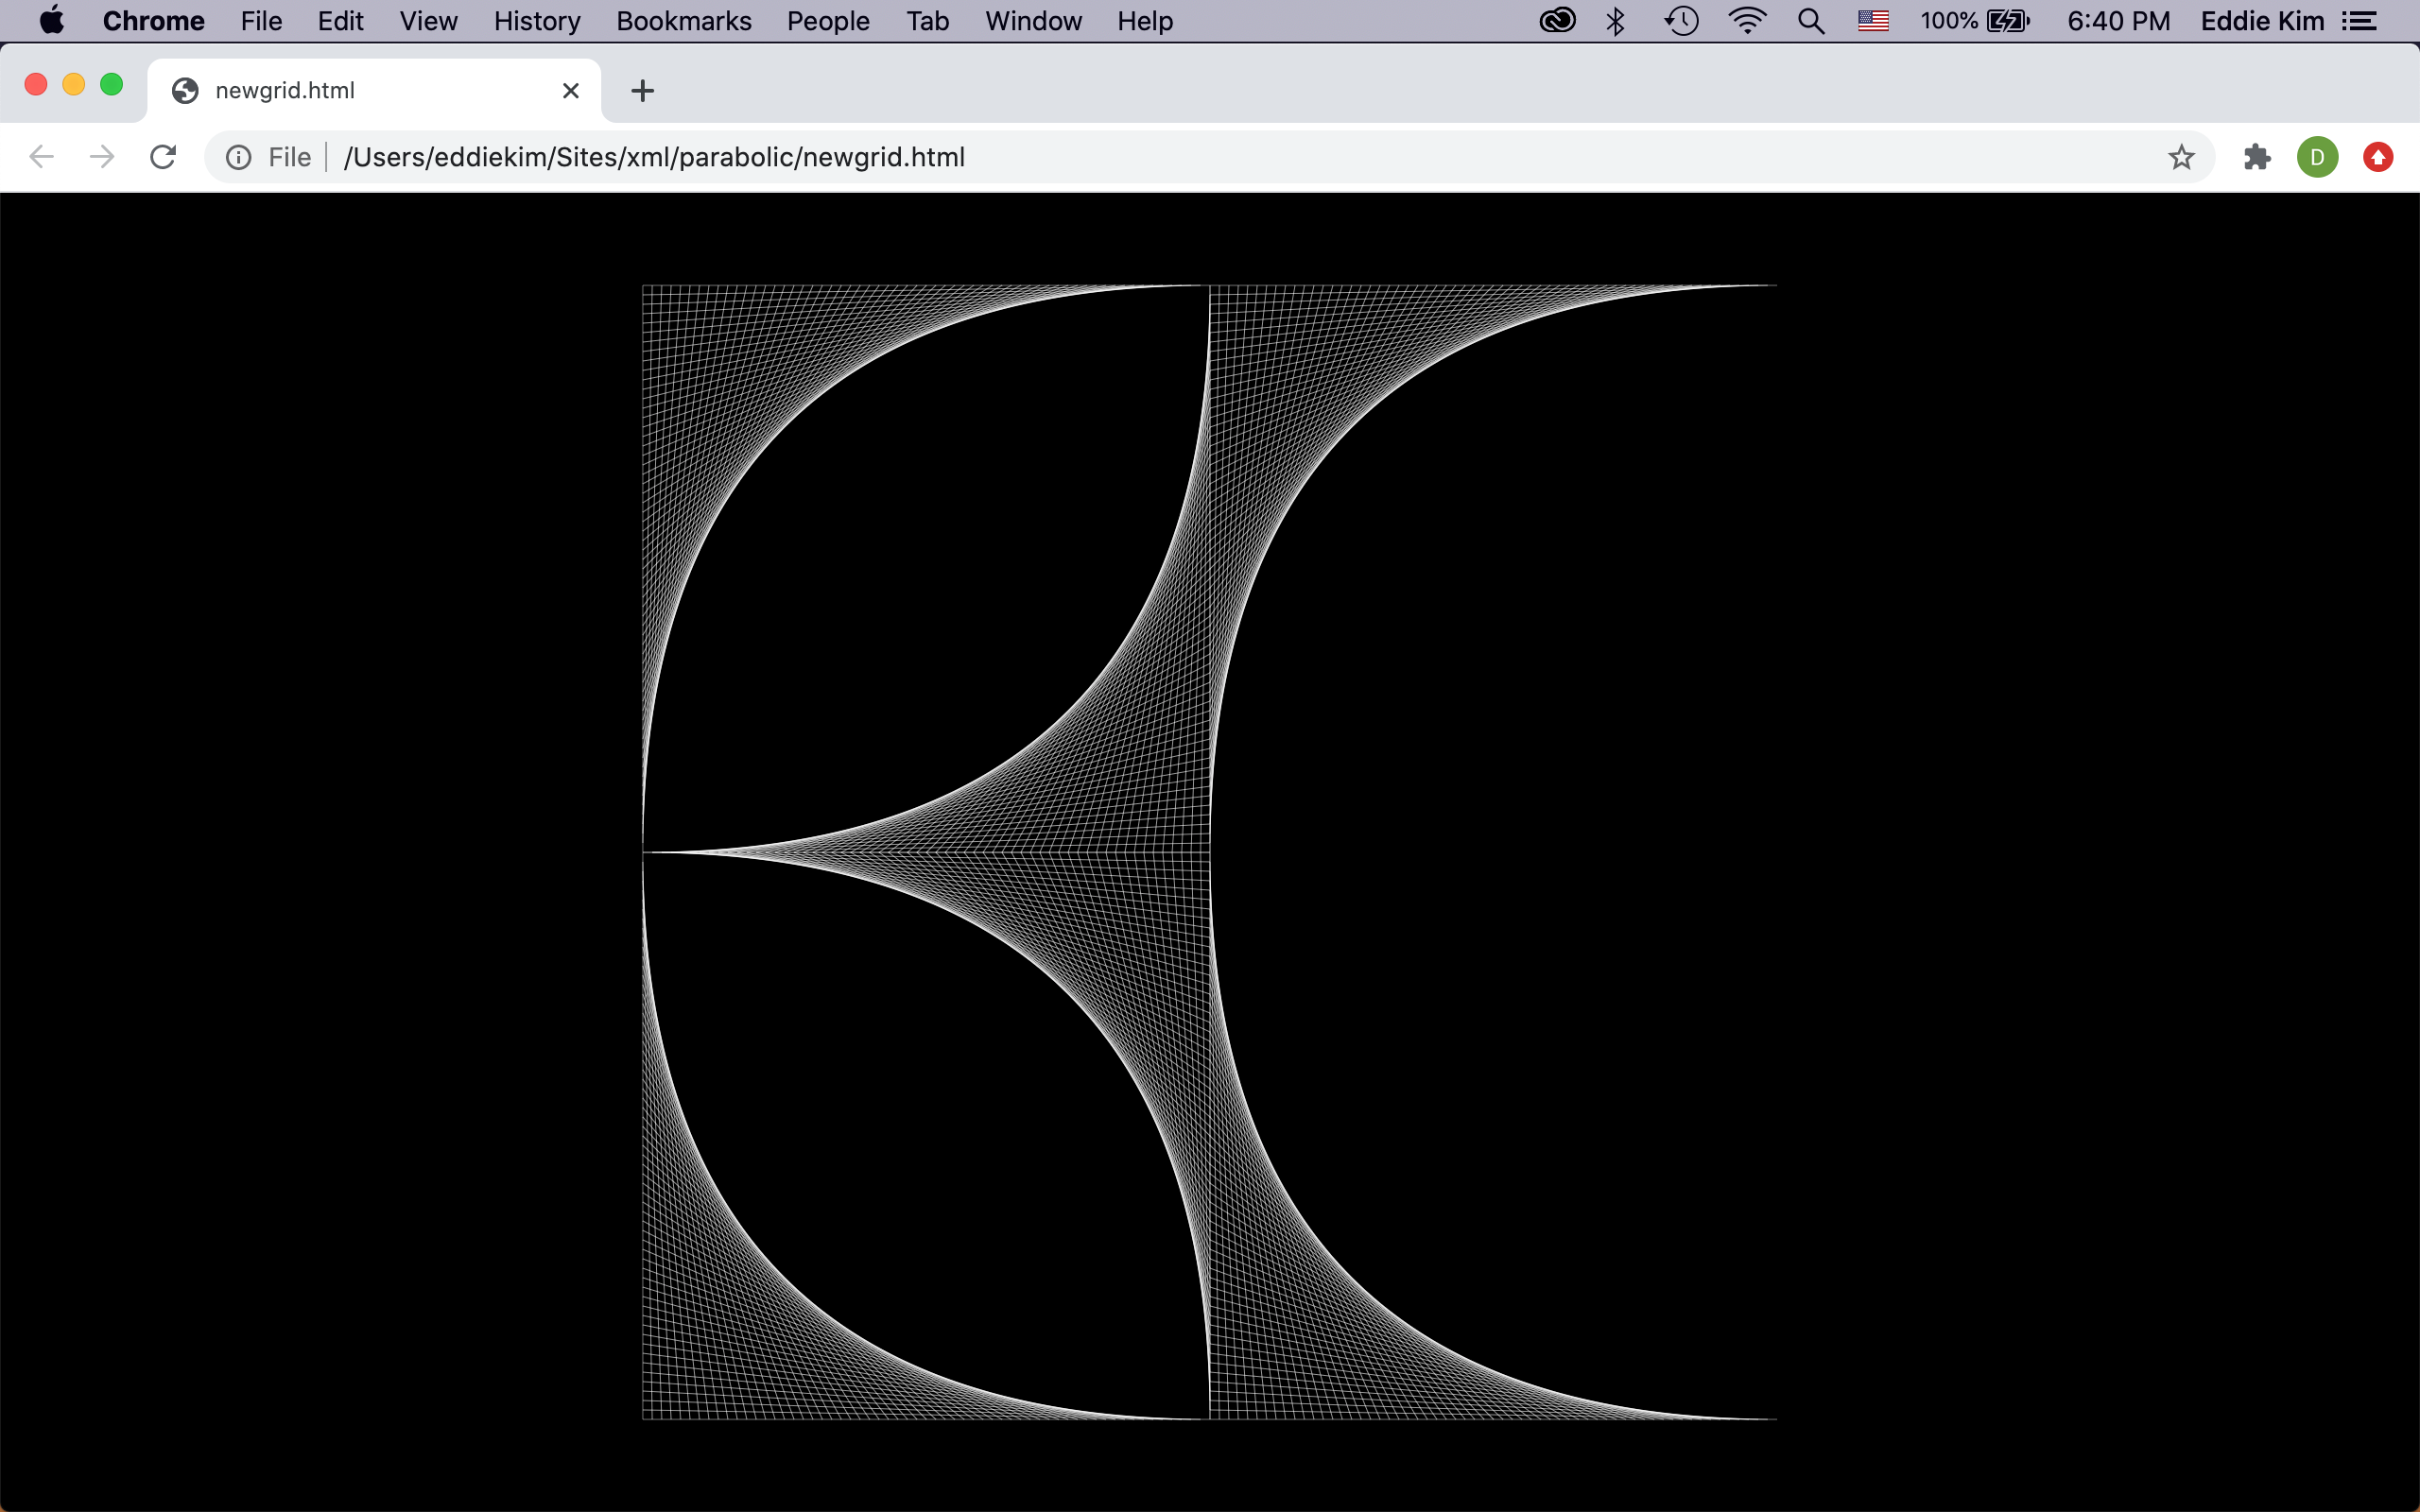 Chrome File Edit View History Bookmarks People Tab Window Help 100% 6:40 PM Eddie Kim
newgrid.html
File /Users/eddiekim/Sites/xml/parabolic/newgrid.html D